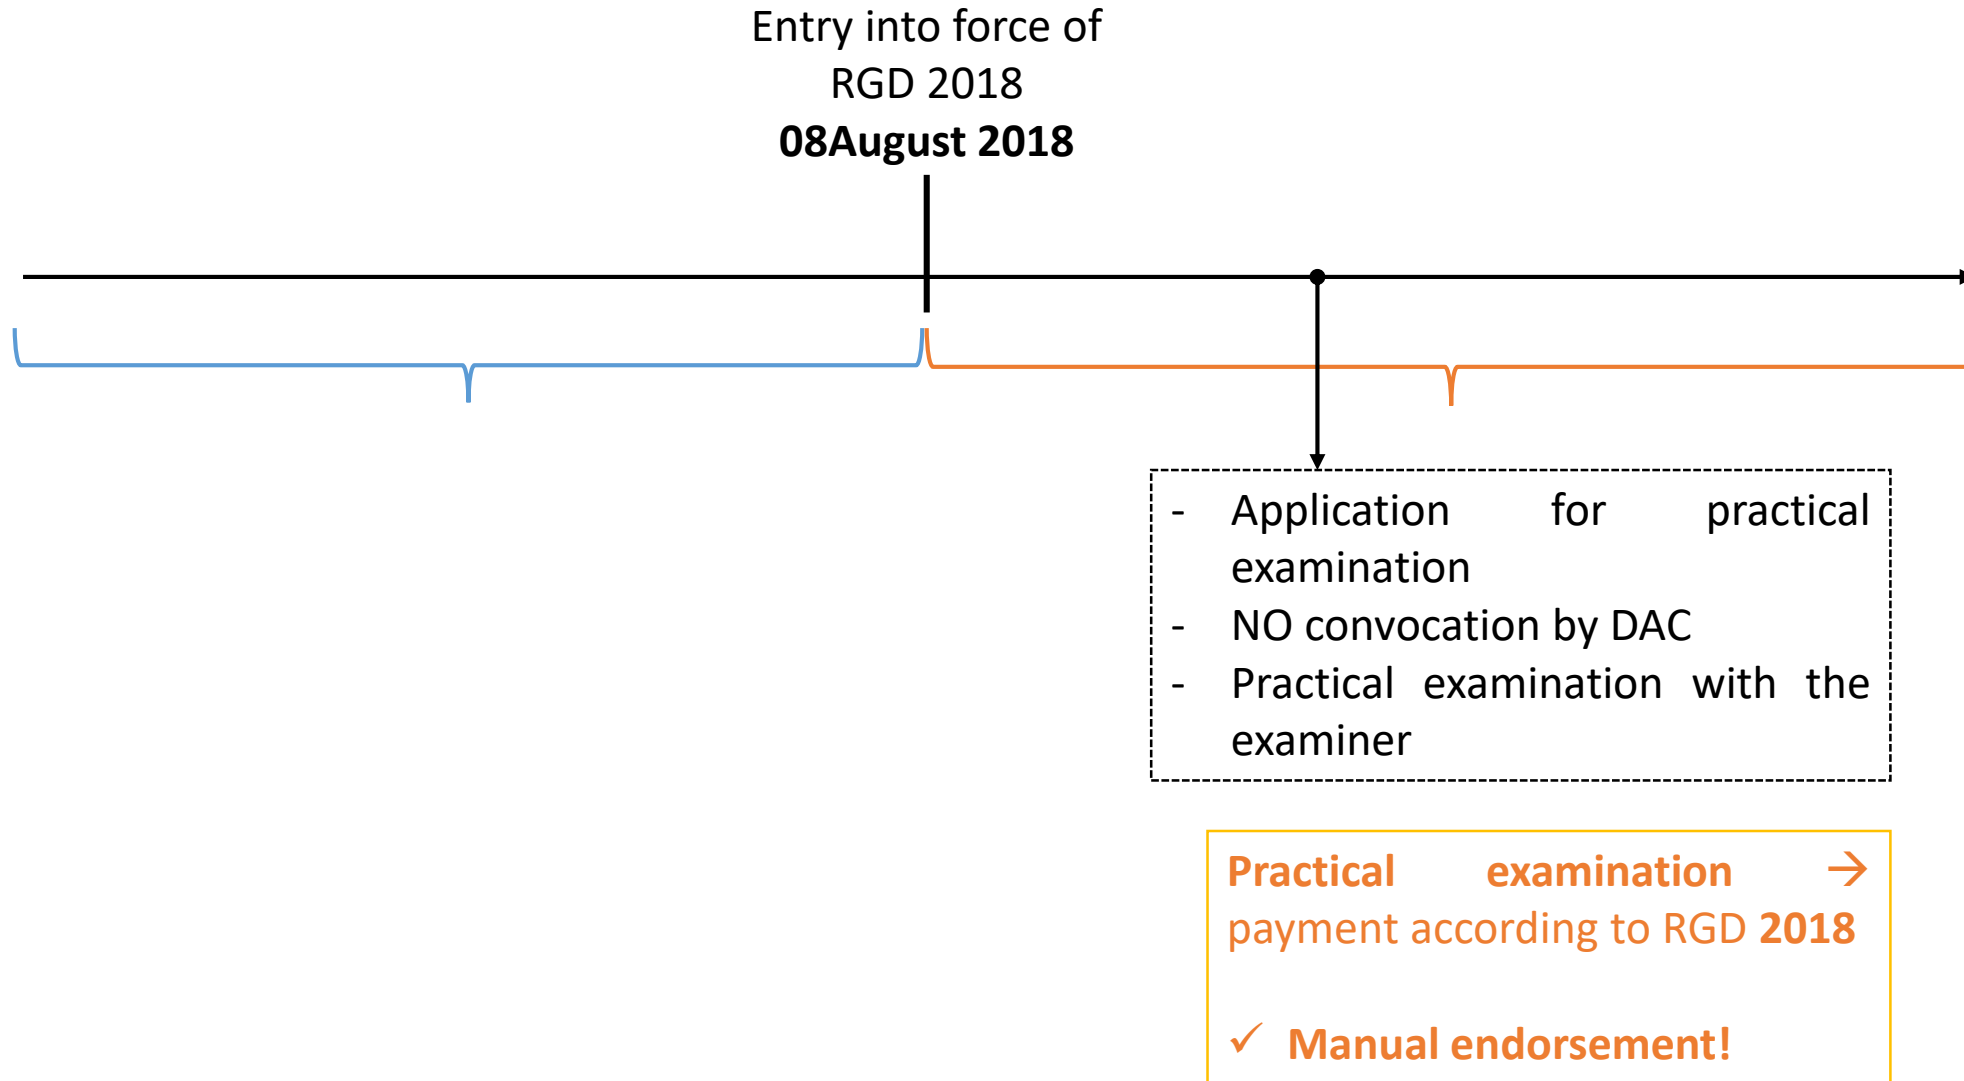 Entry into force of
RGD 2018
08August 2018
- Application for practical
examination
- NO convocation by DAC
- Practical examination with the
examiner
Practical examination →
payment according to RGD 2018
✓ Manual endorsement!